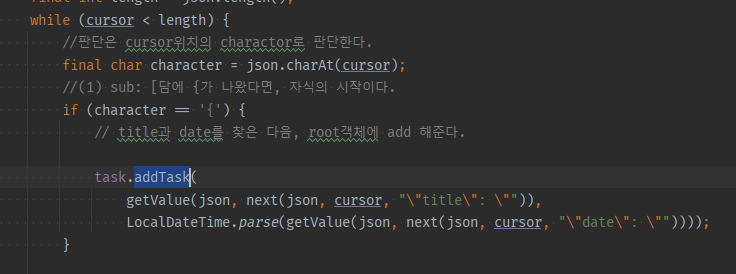 final int length = json.length();
while (cursor < length) {
//판단은 cursor위치의 charactor로 판단한다.
final char character = json.charAt(cursor);
//(1) sub: [담에 {가 나왔다면, 자식의 시작이다.
if (character == '{') {
// title과 date를 찾은 다음, root객체에 add 해준다.
task.addTask(
getValue(json, next(json, cursor, "\"title\": \"")),
LocalDateTime.parse(getValue(json, next(json, cursor, "\"date\": \""))));
}